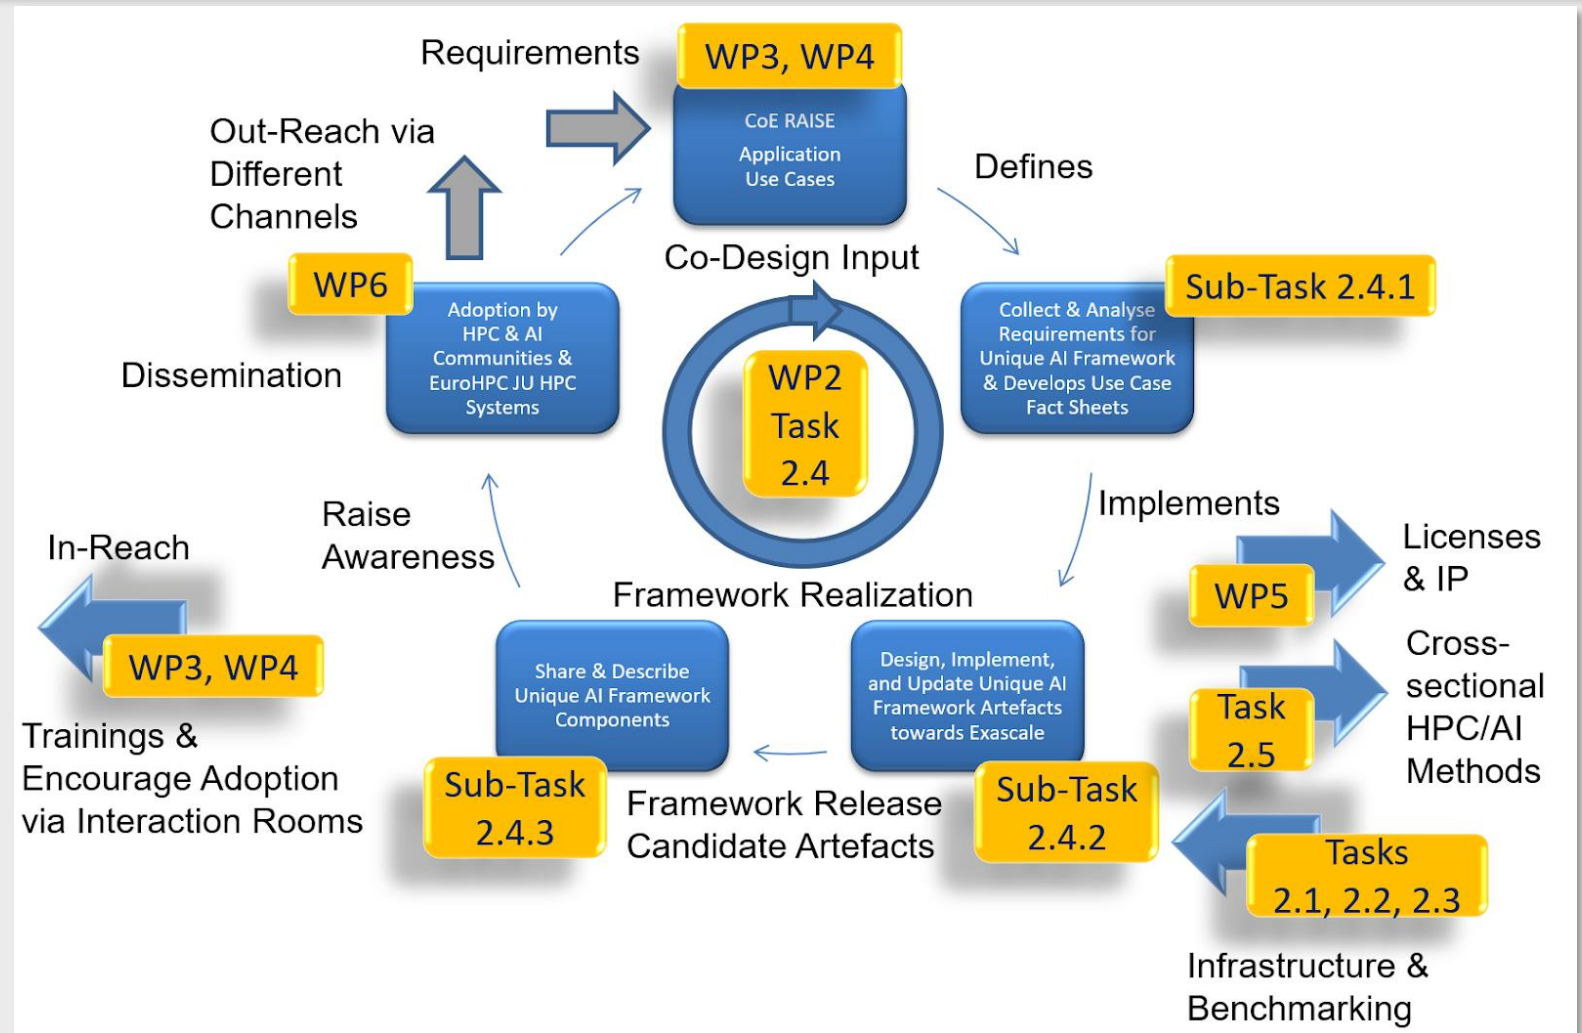 Requirements
WP3, WP4
CoE RAISE
Application
Use Cases
Out-Reach via
Different
Channels
Defines
WP6
Co-Design Input
Sub-Task 2.4.1
Adoption by
HPC & AI
Communities &
EuroHPC JU HPC
Systems
Collect & Analyse
Requirements for
Unique AI Framework
& Develops Use Case
Fact Sheets
Dissemination
WP2
Task
2.4
Raise
Awareness
Implements
In-Reach
WP3, WP4
Trainings &
Encourage Adoption
via Interaction Rooms
Framework Realization
WP5
Licenses
& IP
Share & Describe
Unique AI Framework
Components
Design, Implement,
and Update Unique AI
Framework Artefacts
towards Exascale
Task
2.5
Cross-
sectional
HPC/AI
Methods
Sub-Task
2.4.3
Framework Release
Candidate Artefacts
Sub-Task
2.4.2
Tasks
2.1, 2.2, 2.3
Infrastructure &
Benchmarking